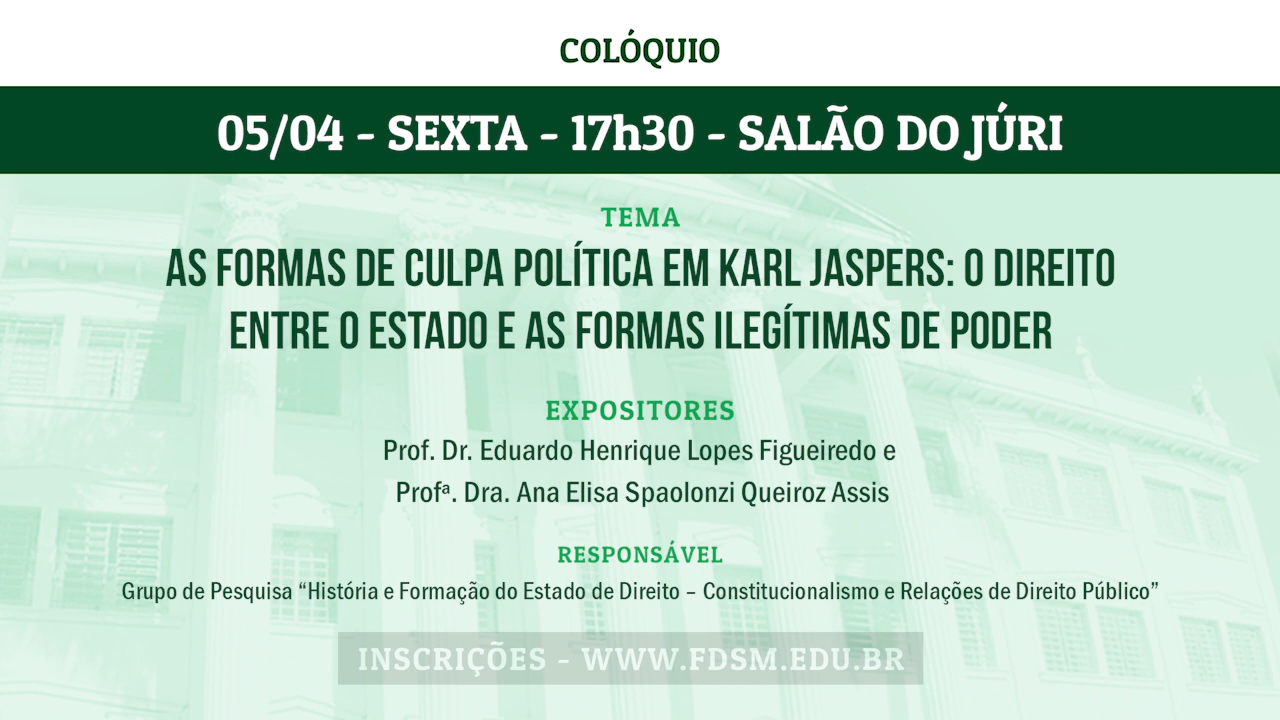 COLÓQUIO
05/04 - SEXTA - 17h30 - SALÃO DO JÚRI
TEMA
AS FORMAS DE CULPA POLÍTICA EM KARL JASPERS: O DIREITO
ENTRE O ESTADO E AS FORMAS ILEGÍTIMAS DE PODER
EXPOSITORES
Prof. Dr. Eduardo Henrique Lopes Figueiredo e
Profª. Dra. Ana Elisa Spaolonzi Queiroz Assis
RESPONSÁVEL
Grupo de Pesquisa “História e Formação do Estado de Direito – Constitucionalismo e Relações de Direito Público”
INSCRIÇÕES - WWW.FDSM.EDU.BR